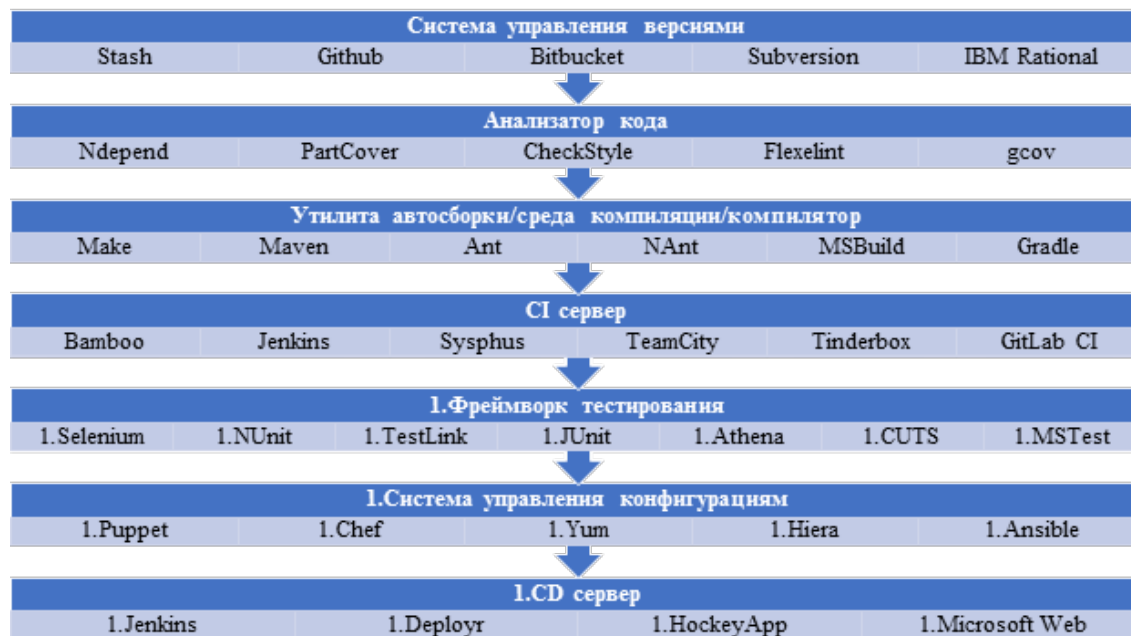 Система управления версиями
Stash Github Bitbucket Subversion IBM Rational
Анализатор кода
Ndepend PartCover CheckStyle Flexelint gcov
Утилита автосборки/среда компиляции/компилятор
Make Maven Ant NAnt MSBuild Gradle
CI сервер
Bamboo Jenkins Sysphus TeamCity Tinderbox GitLab CI
1.Фреймворк тестирования
1.Selenium 1.NUnit 1.TestLink 1.JUnit 1.Athena 1.CUTS 1.MSTest
1.Система управления конфигурациям
1.Puppet 1.Chef 1.Yum 1.Hiera 1.Ansible
1.CD сервер
1.Jenkins 1.Deployr 1.HockeyApp 1.Microsoft Web